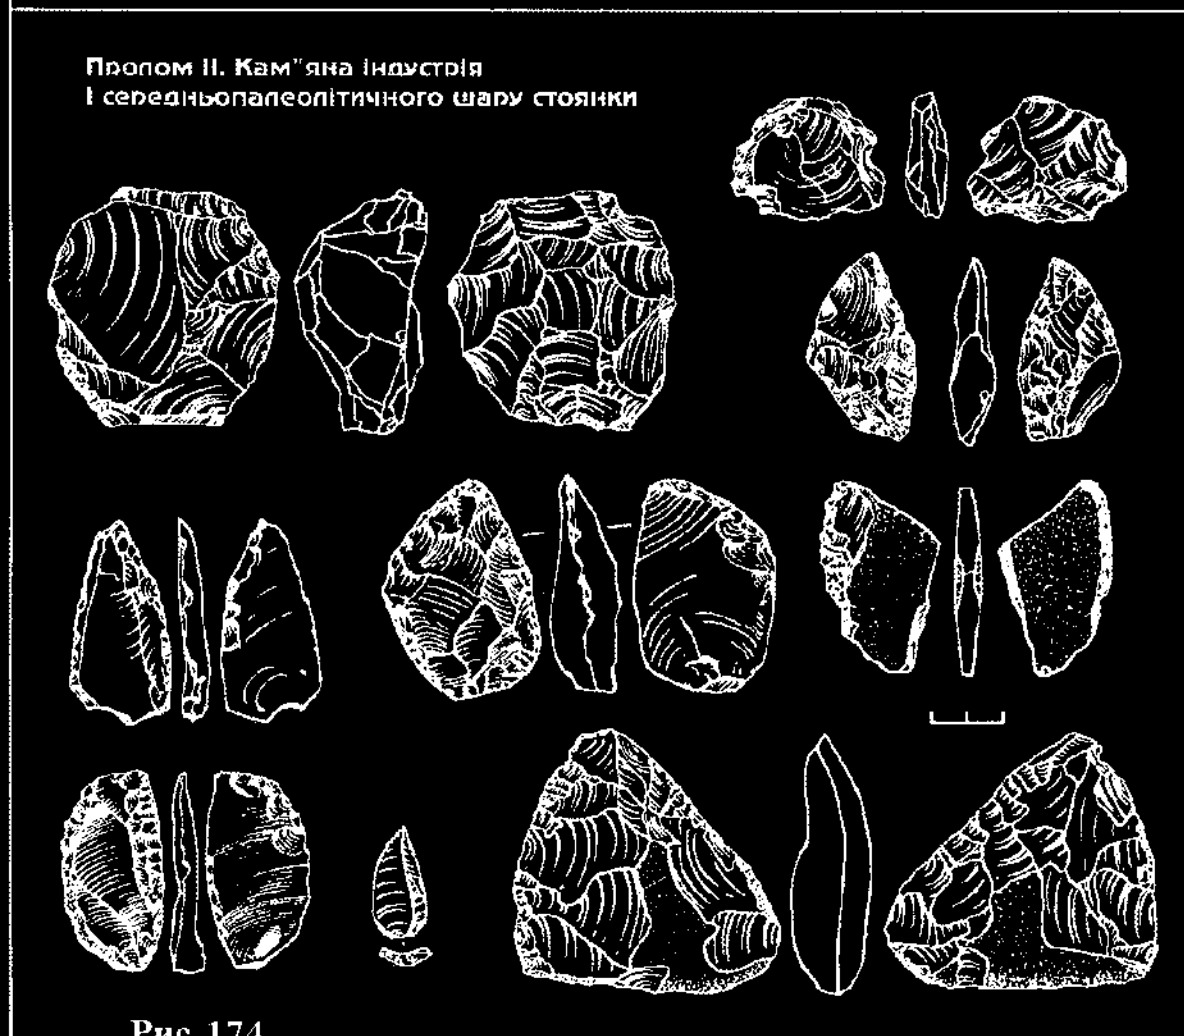 Пролом II. Кам"яна індустрія
І середньопалеолітичного шару стоянки
Рис. 174